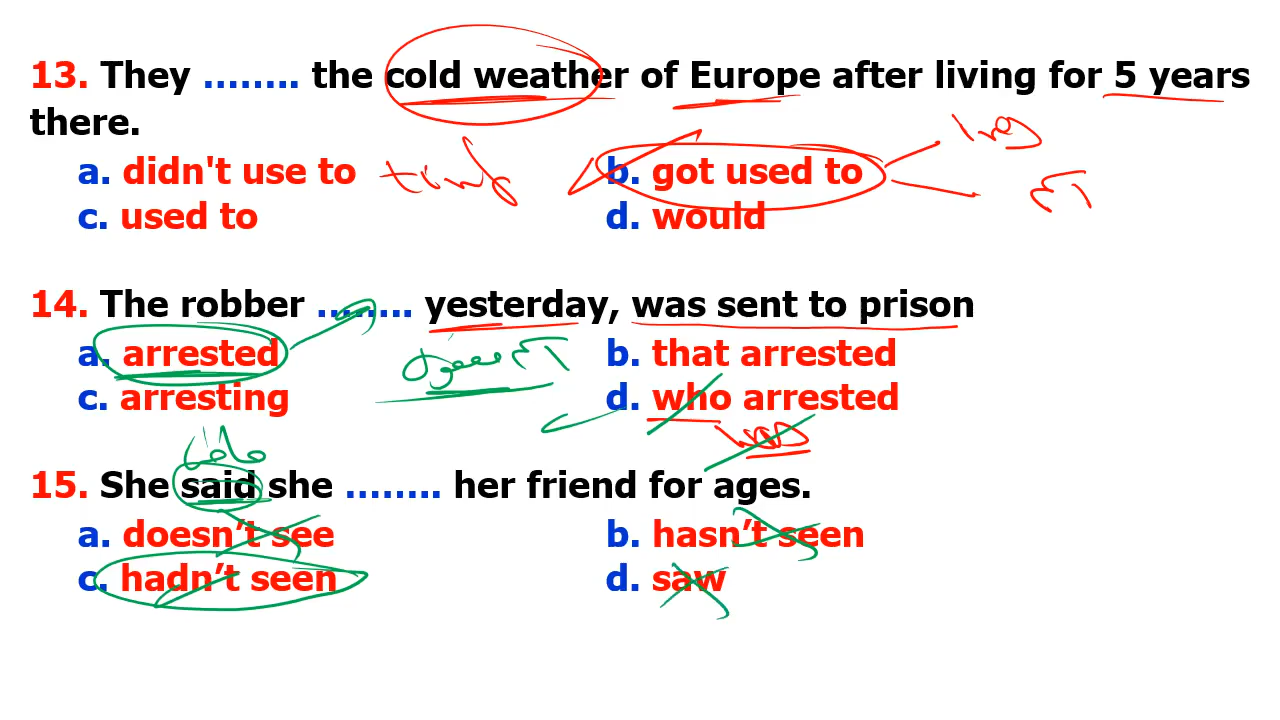 13. They ........ the cold weather of Europe after living for 5 years
there.
a. didn't use to b. got used to
c. used to d. would
14. The robber ........ yesterday, was sent to prison
a. arrested b. that arrested
c. arresting d. who arrested
15. She said she ........ her friend for ages.
a. doesn’t see b. hasn’t seen
c. hadn’t seen d. saw